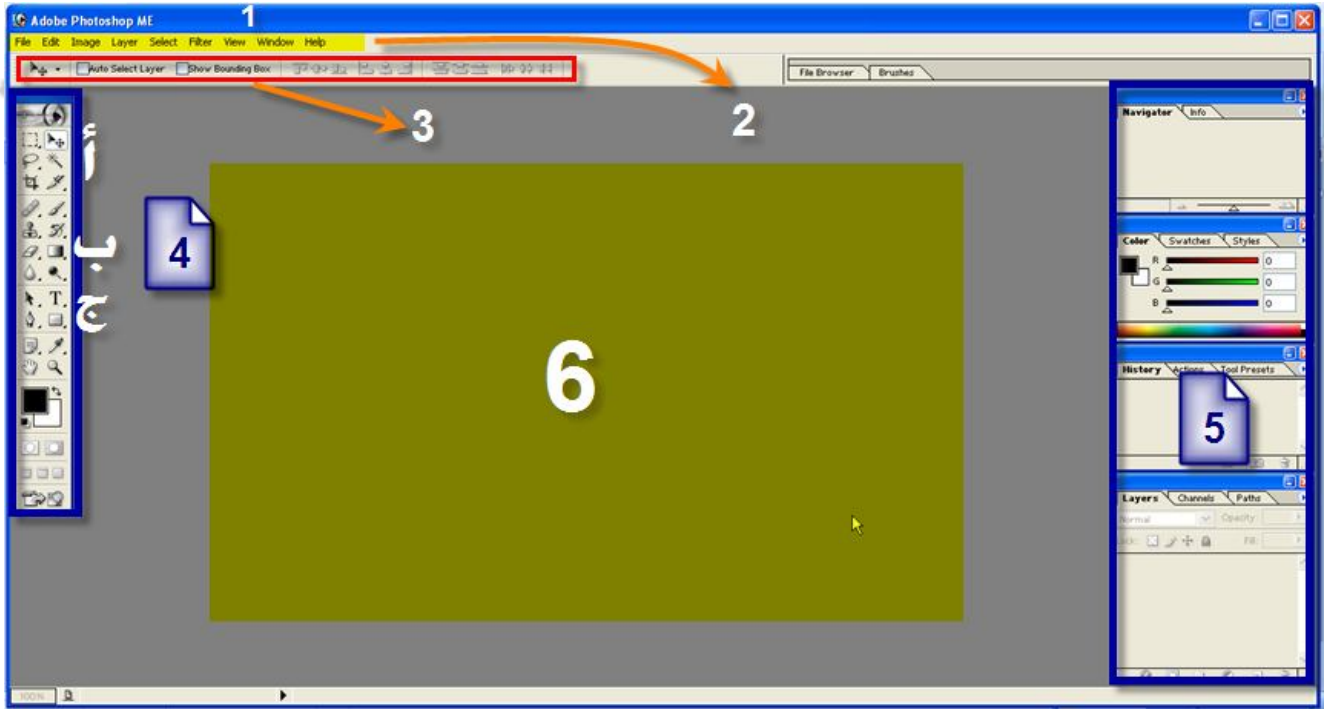 Adobe Photoshop ME
1
File Edit Image Layer Select Filter View Window Help
Auto Select Layer Show Bounding Box
File Browser Brushes
2
3
Navigator Info
أ
4
ب
ج
Color Swatches Styles
R 0
G 0
B 0
T
6
History Actions Tool Presets
5
Layers Channels Paths
Normal Opacity:
Lock: Fill:
100%